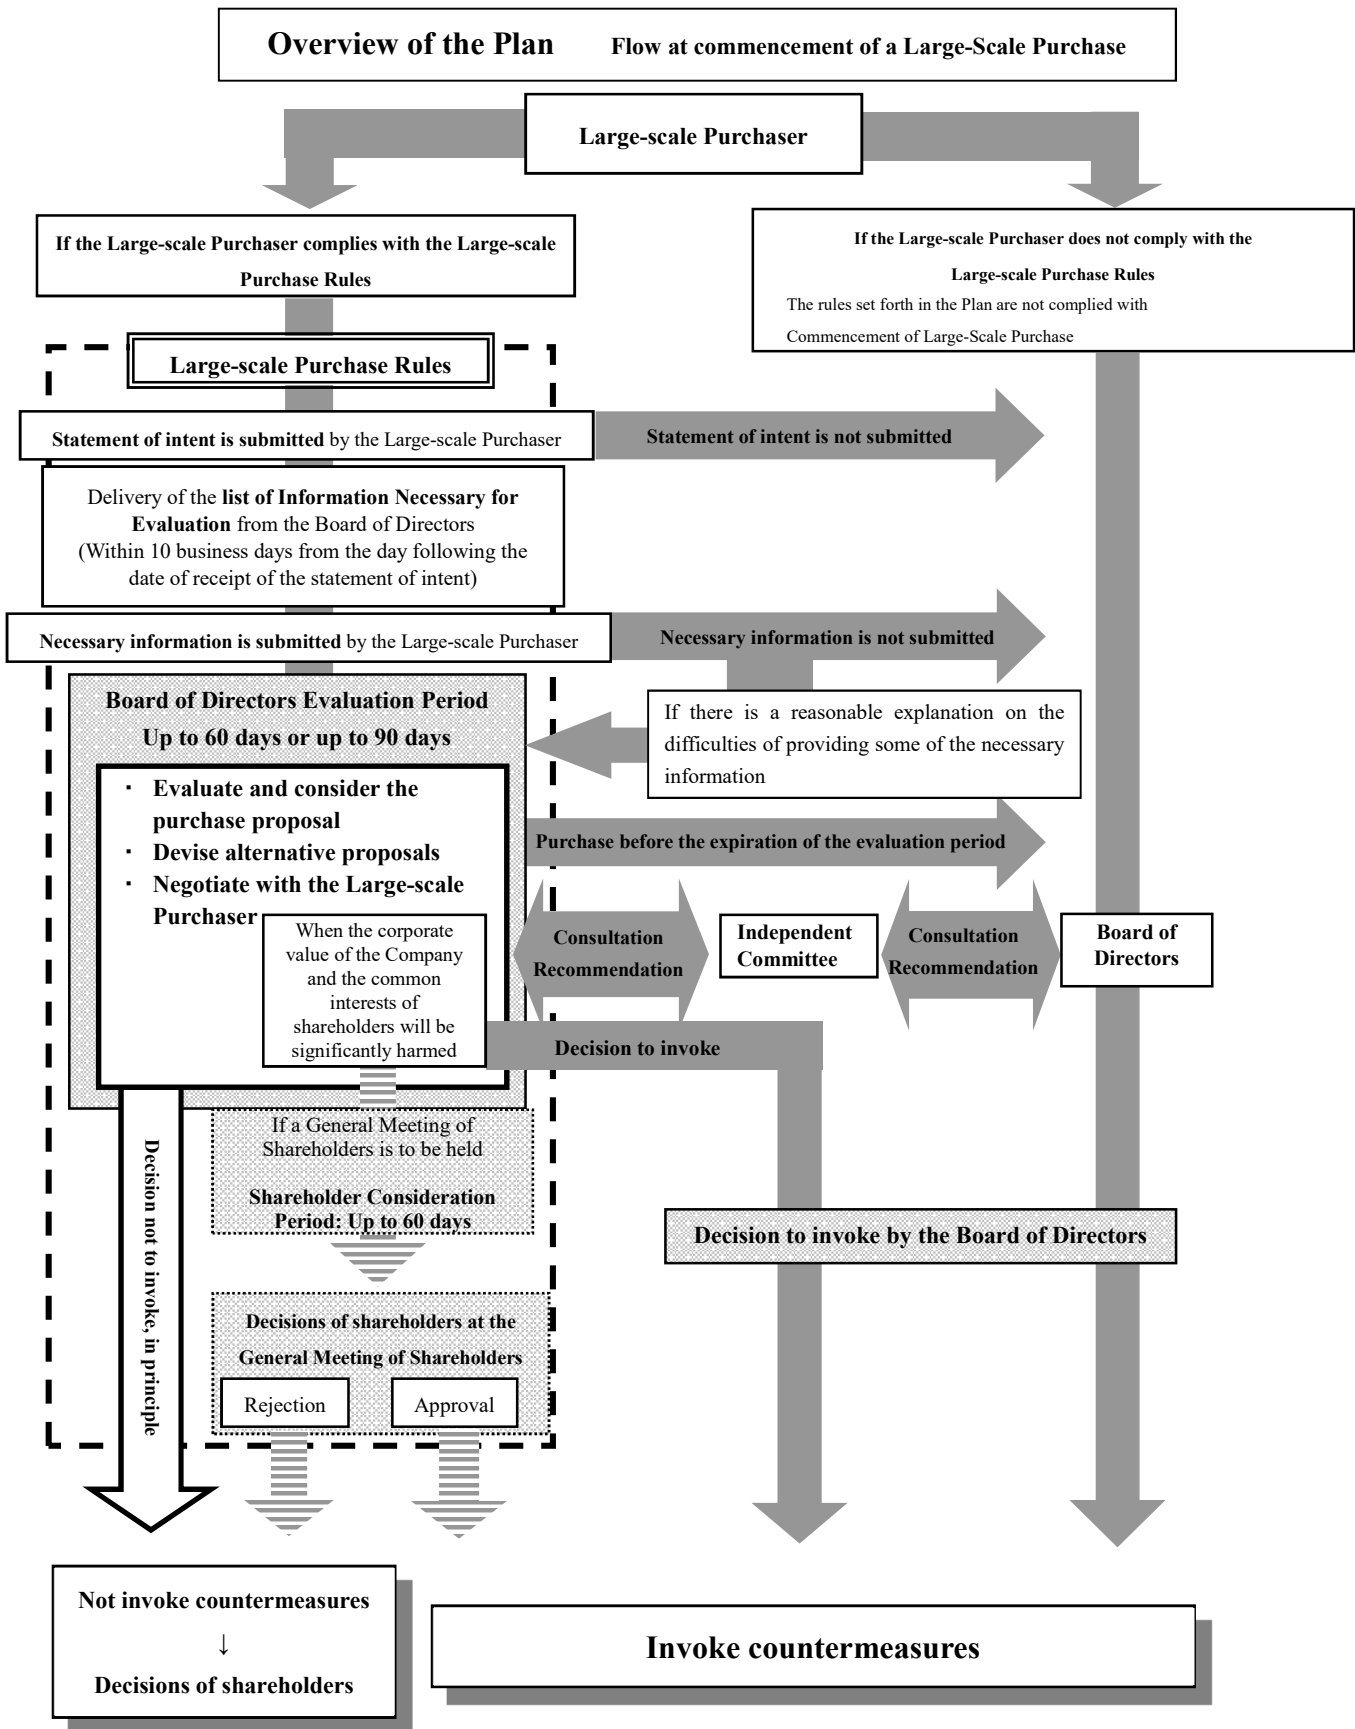 Overview of the Plan Flow at commencement of a Large-Scale Purchase
Large-scale Purchaser
If the Large-scale Purchaser complies with the Large-scale
Purchase Rules
If the Large-scale Purchaser does not comply with the
Large-scale Purchase Rules
The rules set forth in the Plan are not complied with
Commencement of Large-Scale Purchase
Large-scale Purchase Rules
Statement of intent is submitted by the Large-scale Purchaser
Statement of intent is not submitted
Delivery of the list of Information Necessary for
Evaluation from the Board of Directors
(Within 10 business days from the day following the
date of receipt of the statement of intent)
Necessary information is submitted by the Large-scale Purchaser
Necessary information is not submitted
Board of Directors Evaluation Period
Up to 60 days or up to 90 days
If there is a reasonable explanation on the
difficulties of providing some of the necessary
information
・ Evaluate and consider the
purchase proposal
・ Devise alternative proposals
・ Negotiate with the Large-scale
Purchaser
Purchase before the expiration of the evaluation period
When the corporate
value of the Company
and the common
interests of
shareholders will be
significantly harmed
Consultation
Recommendation
Independent
Committee
Consultation
Recommendation
Board of
Directors
Decision to invoke
If a General Meeting of
Shareholders is to be held
Shareholder Consideration
Period: Up to 60 days
Decision not to invoke, in principle
Decision to invoke by the Board of Directors
Decisions of shareholders at the
General Meeting of Shareholders
Rejection
Approval
Not invoke countermeasures
↓
Decisions of shareholders
Invoke countermeasures